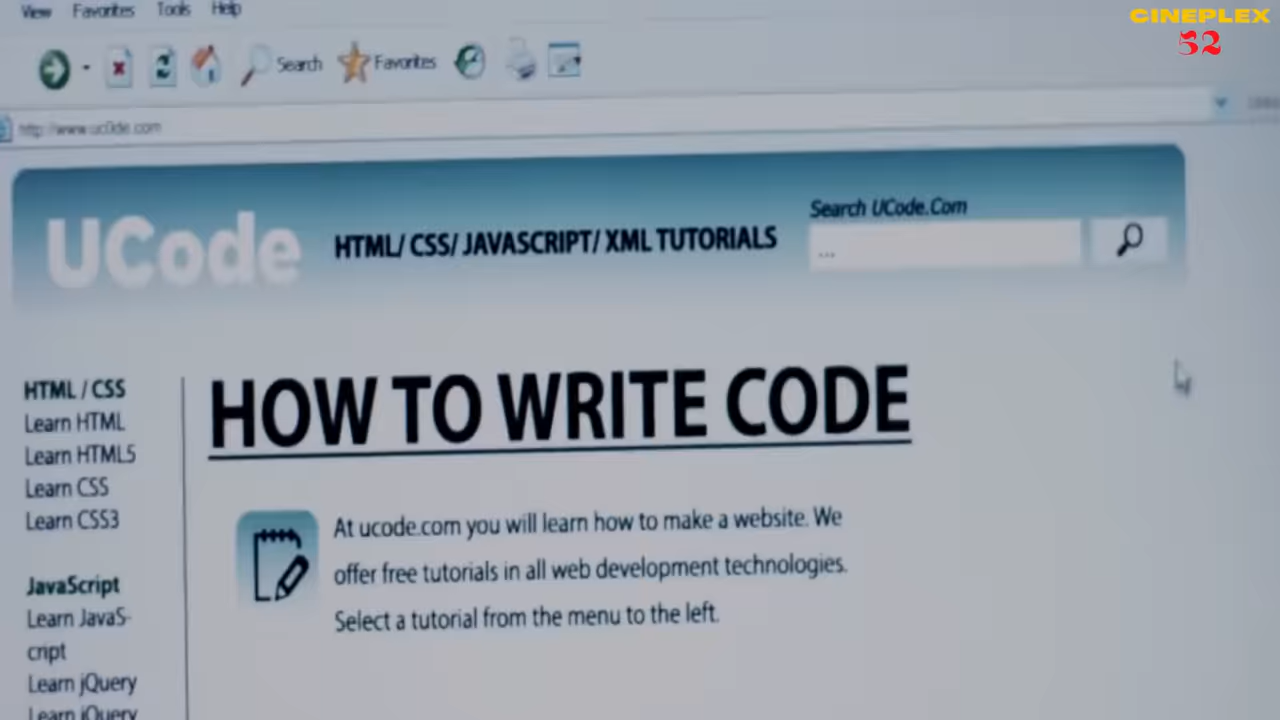 View Favorites Tools Help
CINEPLEX
52
Search Favorites
http://www.uc0de.com
UCode
HTML/ CSS/ JAVASCRIPT/ XML TUTORIALS
Search UCode.Com
...
HOW TO WRITE CODE
HTML / CSS
Learn HTML
Learn HTML5
Learn CSS
Learn CSS3
At ucode.com you will learn how to make a website. We
offer free tutorials in all web development technologies.
Select a tutorial from the menu to the left.
JavaScript
Learn JavaS-
cript
Learn jQuery
Learn jQuery